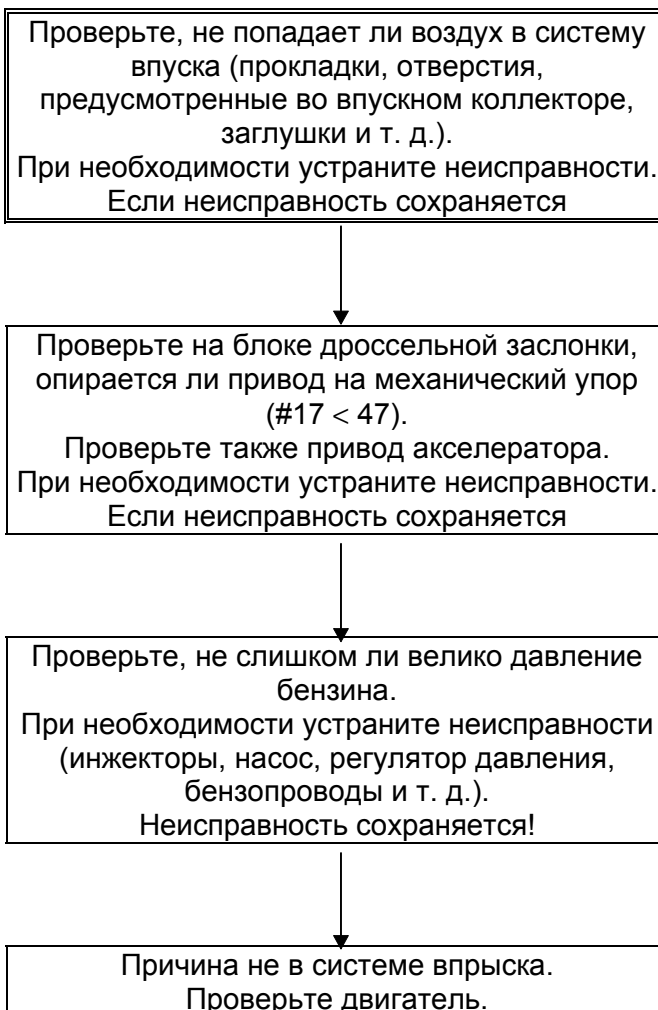 Проверьте, не попадает ли воздух в систему
впуска (прокладки, отверстия,
предусмотренные во впускном коллекторе,
заглушки и т. д.).
При необходимости устраните неисправности.
Если неисправность сохраняется
Проверьте на блоке дроссельной заслонки,
опирается ли привод на механический упор
(#17 < 47).
Проверьте также привод акселератора.
При необходимости устраните неисправности.
Если неисправность сохраняется
Проверьте, не слишком ли велико давление
бензина.
При необходимости устраните неисправности
(инжекторы, насос, регулятор давления,
бензопроводы и т. д.).
Неисправность сохраняется!
Причина не в системе впрыска.
Проверьте двигатель.